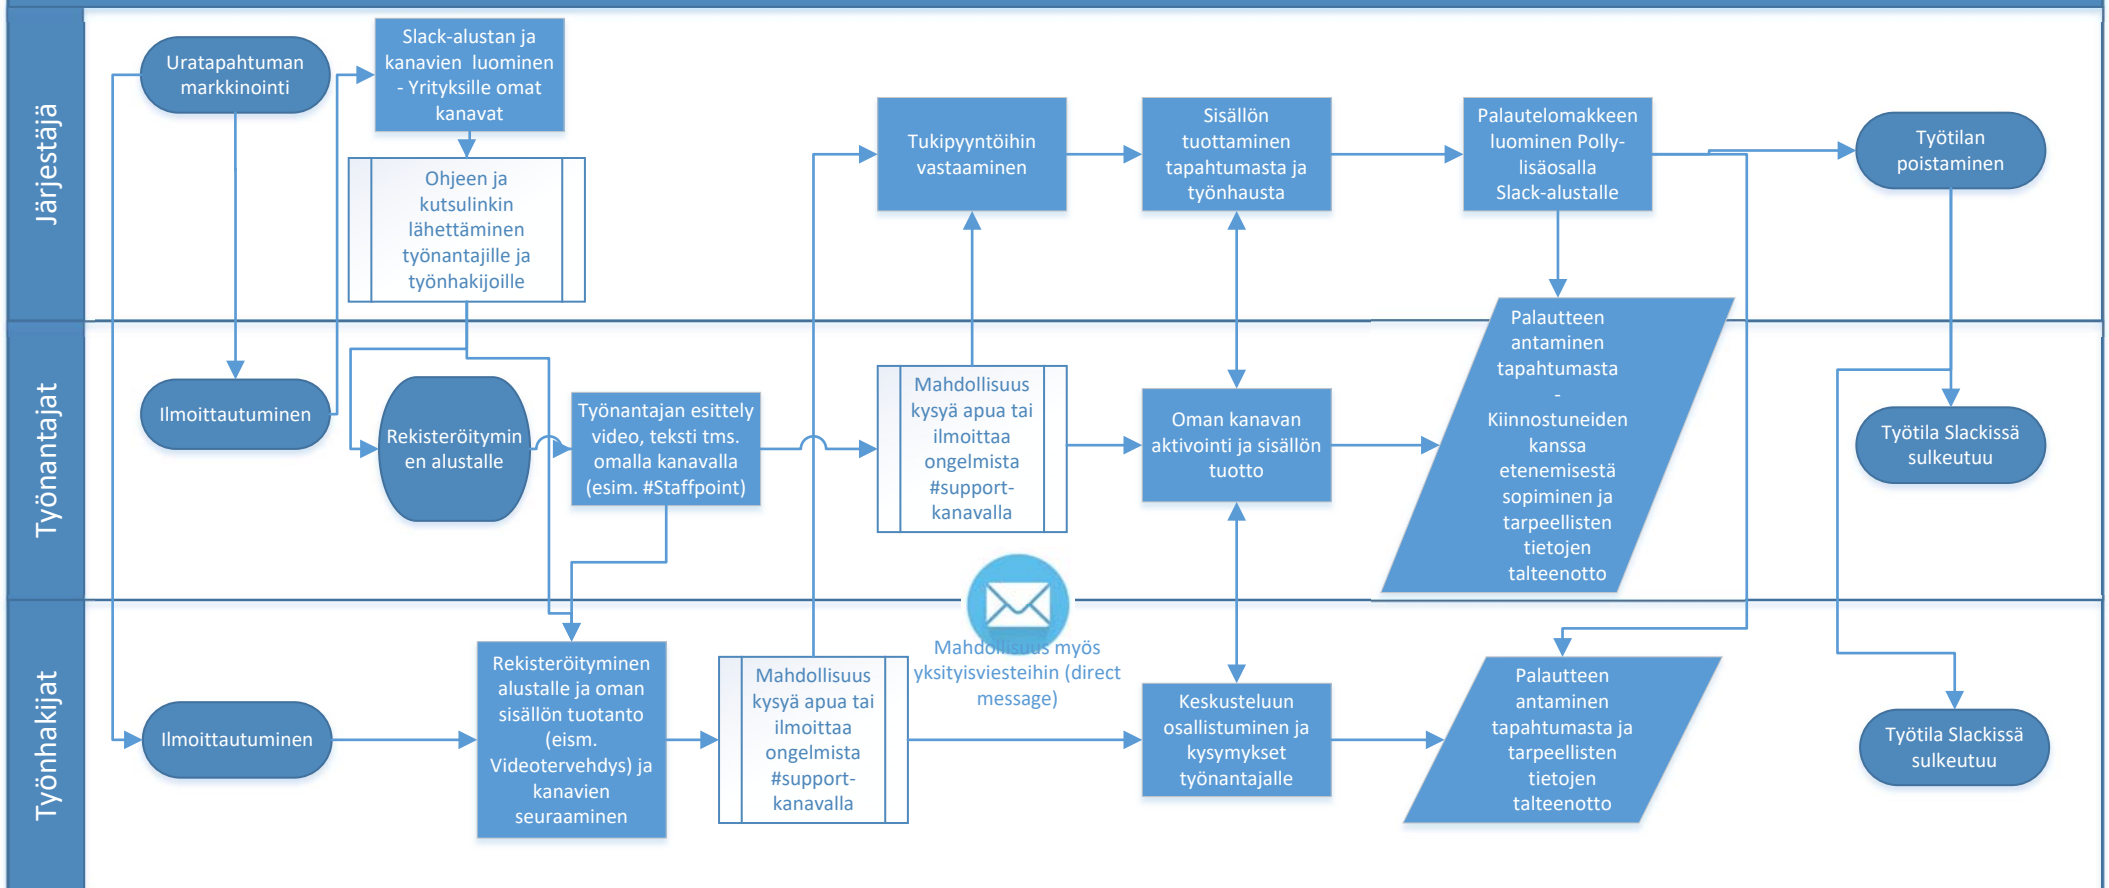 Järjestäjä
Uratapahtuman
markkinointi
Slack-alustan ja
kanavien luominen
- Yrityksille omat
kanavat
Ohjeen ja
kutsulinkin
lähettäminen
työnantajille ja
työnhakijoille
Tukipyyntöihin
vastaaminen
Sisällön
tuottaminen
tapahtumasta ja
työnhausta
Palautelomakkeen
luominen Polly-
lisäosalla
Slack-alustalle
Työtilan
poistaminen
Työnantajat
Ilmoittautuminen
Rekisteröitymin
en alustalle
Työnantajan esittely
video, teksti tms.
omalla kanavalla
(esim. #Staffpoint)
Mahdollisuus
kysyä apua tai
ilmoittaa
ongelmista
#support-
kanavalla
Oman kanavan
aktivointi ja sisällön
tuotto
Palautteen
antaminen
tapahtumasta
-
Kiinnostuneiden
kanssa
etenemisestä
sopiminen ja
tarpeellisten
tietojen
talteenotto
Työtila Slackissä
sulkeutuu
Työnhakijat
Ilmoittautuminen
Rekisteröityminen
alustalle ja oman
sisällön tuotanto
(eism.
Videotervehdys) ja
kanavien
seuraaminen
Mahdollisuus
kysyä apua tai
ilmoittaa
ongelmista
#support-
kanavalla
Mahdollisuus myös
yksityisviesteihin (direct
message)
Keskusteluun
osallistuminen ja
kysymykset
työnantajalle
Palautteen
antaminen
tapahtumasta ja
tarpeellisten
tietojen
talteenotto
Työtila Slackissä
sulkeutuu